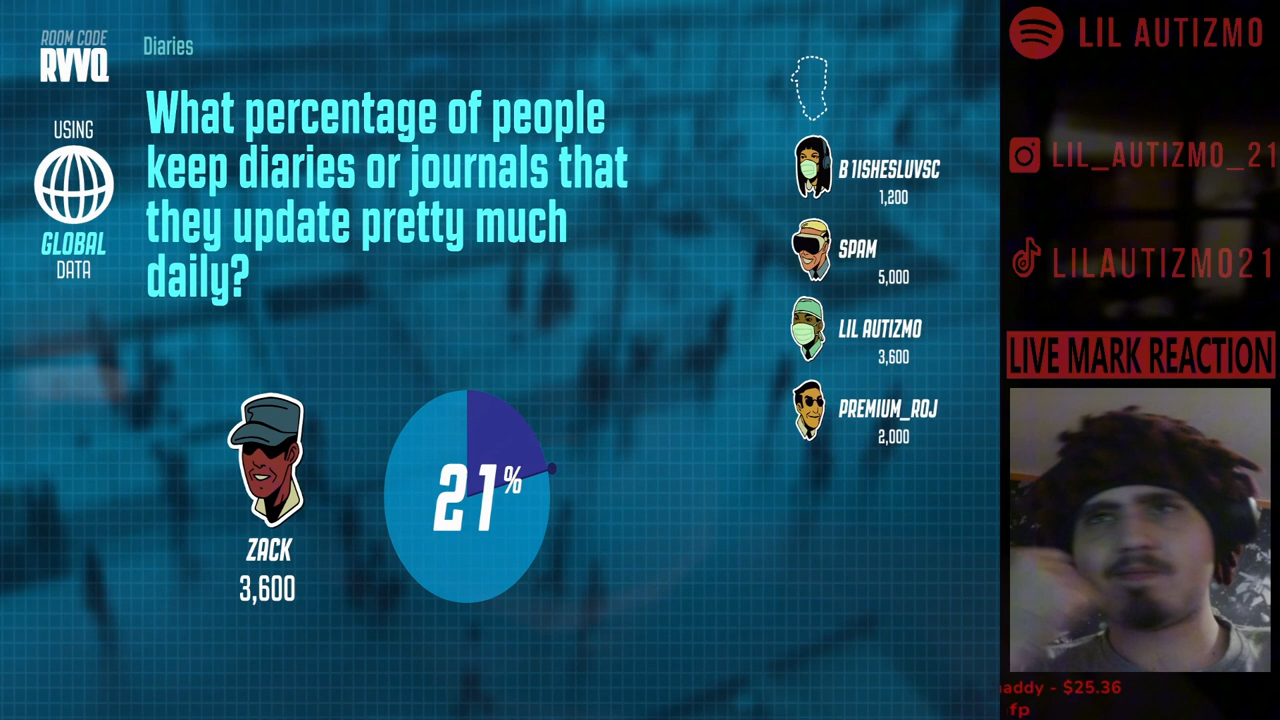 ROOM CODE
RVVQ
USING
GLOBAL
DATA
Diaries
What percentage of people
keep diaries or journals that
they update pretty much
daily?
ZACK
3,600
21%
B 11SHESLUVSC
1,200
SPAM
5,000
LIL AUTIZMO
3,600
PREMIUM_ROJ
2,000
LIL AUTIZMO
LIL_AUTIZMO_21
LILAUTIZMO21
LIVE MARK REACTION
addy - $25.36
fp